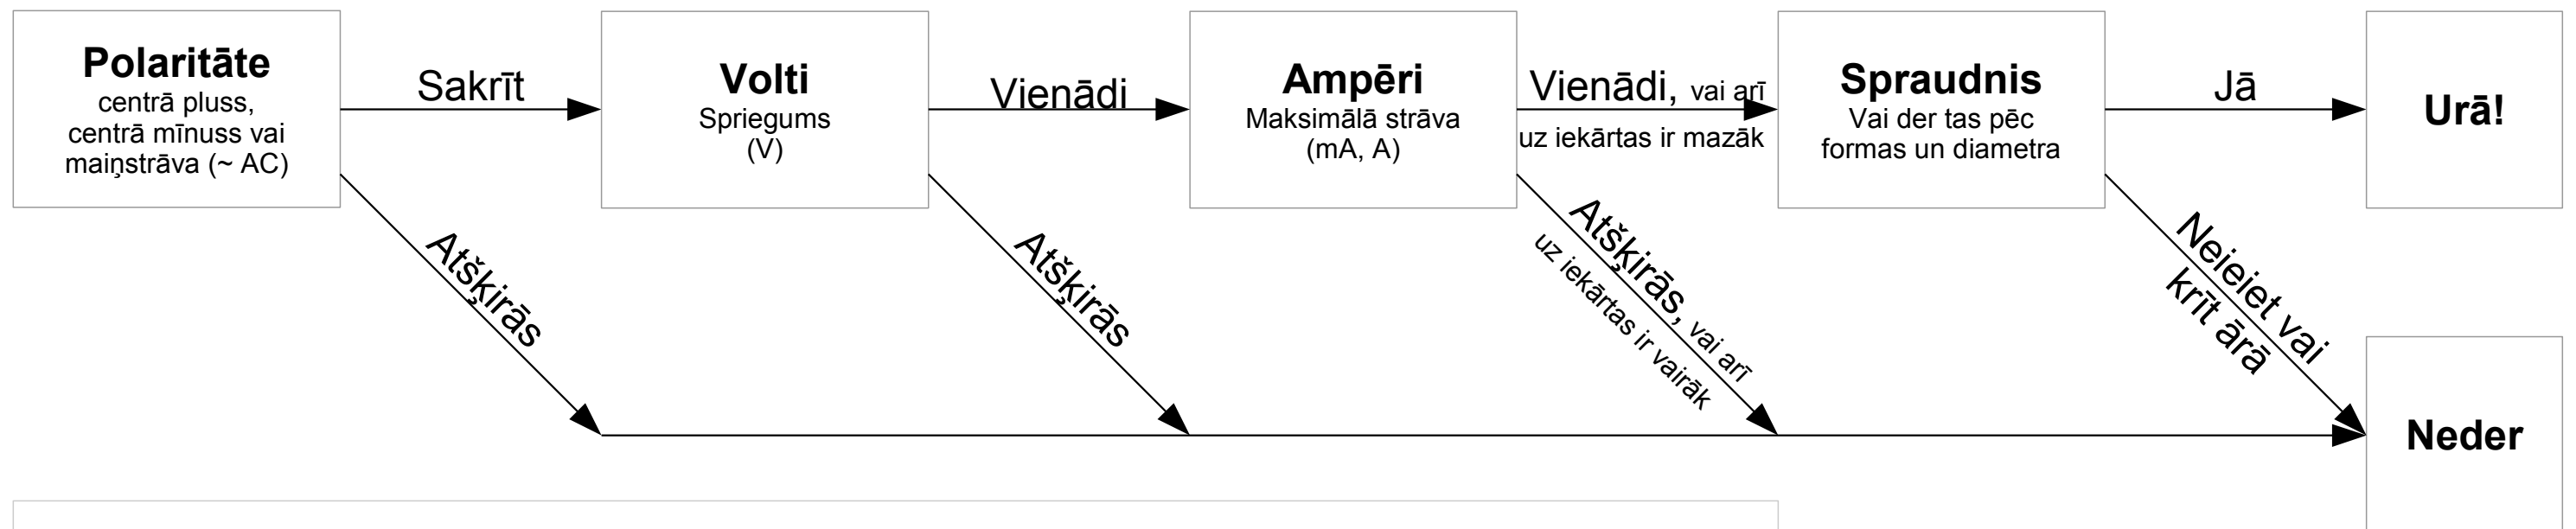 Polaritāte
centrā pluss,
centrā mīnuss vai
maiņstrāva (~ AC)
Sakrīt
Atšķirās
Volti
Spriegums
(V)
Vienādi
Atšķirās
Ampēri
Maksimālā strāva
(mA, A)
Vienādi, vai arī
uz iekārtas ir mazāk
Atšķirās, vai arī
uz iekārtas ir vairāk
Spraudnis
Vai der tas pēc
formas un diametra
Jā
Neieiet vai
krīt ārā
Urā!
Neder